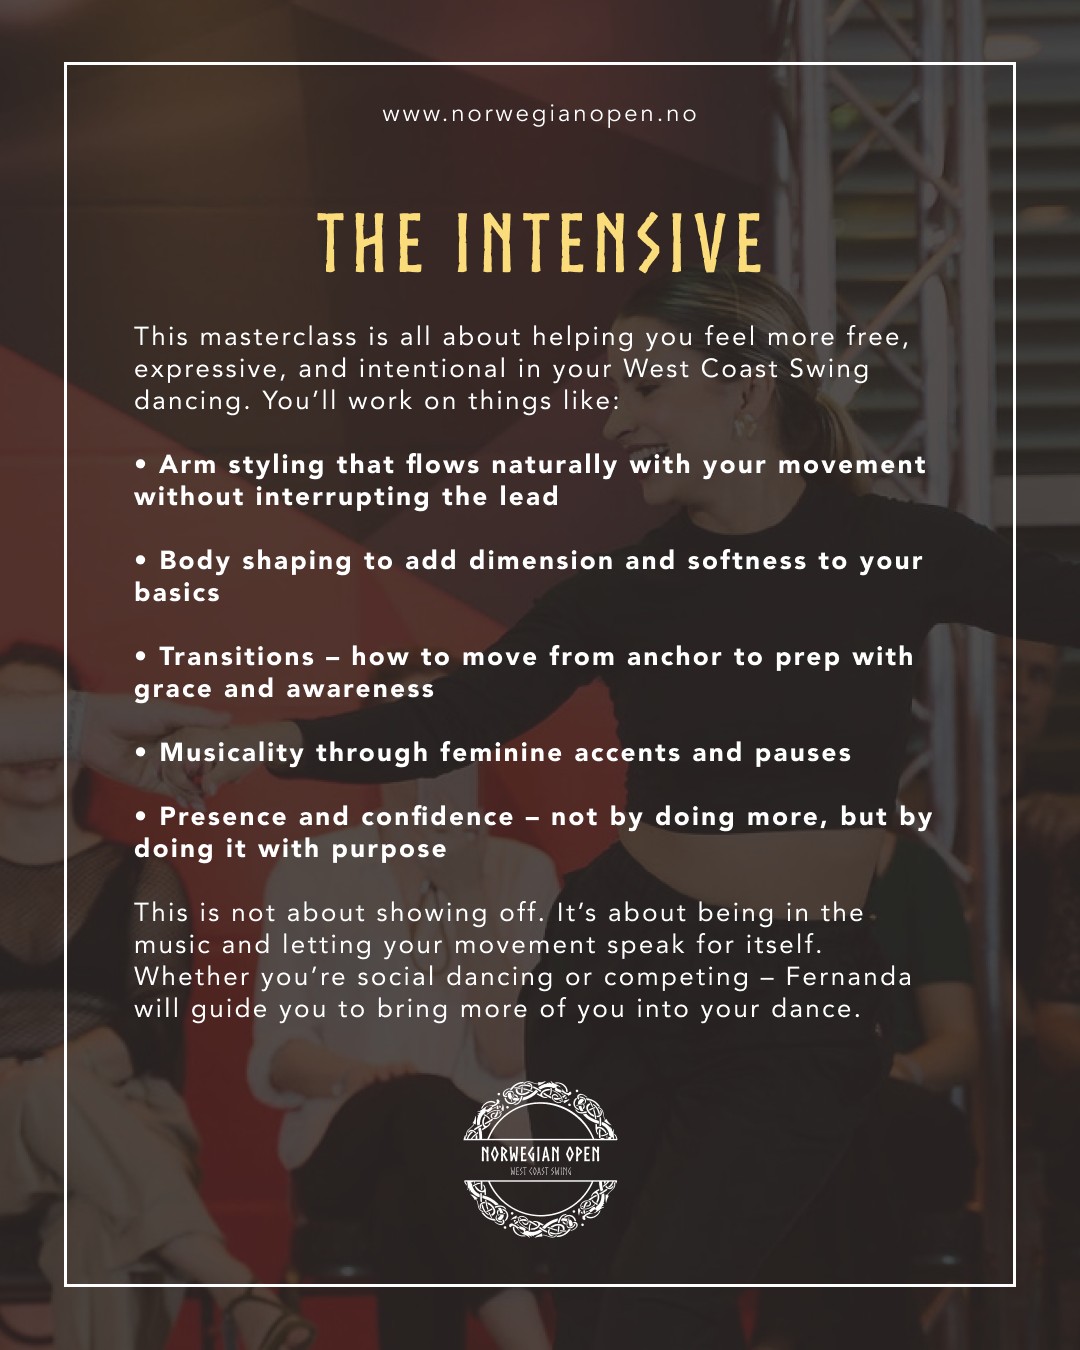 www.norwegianopen.no
THE INTENSIVE
This masterclass is all about helping you feel more free,
expressive, and intentional in your West Coast Swing
dancing. You’ll work on things like:
• Arm styling that flows naturally with your movement
without interrupting the lead
• Body shaping to add dimension and softness to your
basics
• Transitions – how to move from anchor to prep with
grace and awareness
• Musicality through feminine accents and pauses
• Presence and confidence – not by doing more, but by
doing it with purpose
This is not about showing off. It’s about being in the
music and letting your movement speak for itself.
Whether you’re social dancing or competing – Fernanda
will guide you to bring more of you into your dance.
NORWEGIAN OPEN
WEST COAST SWING